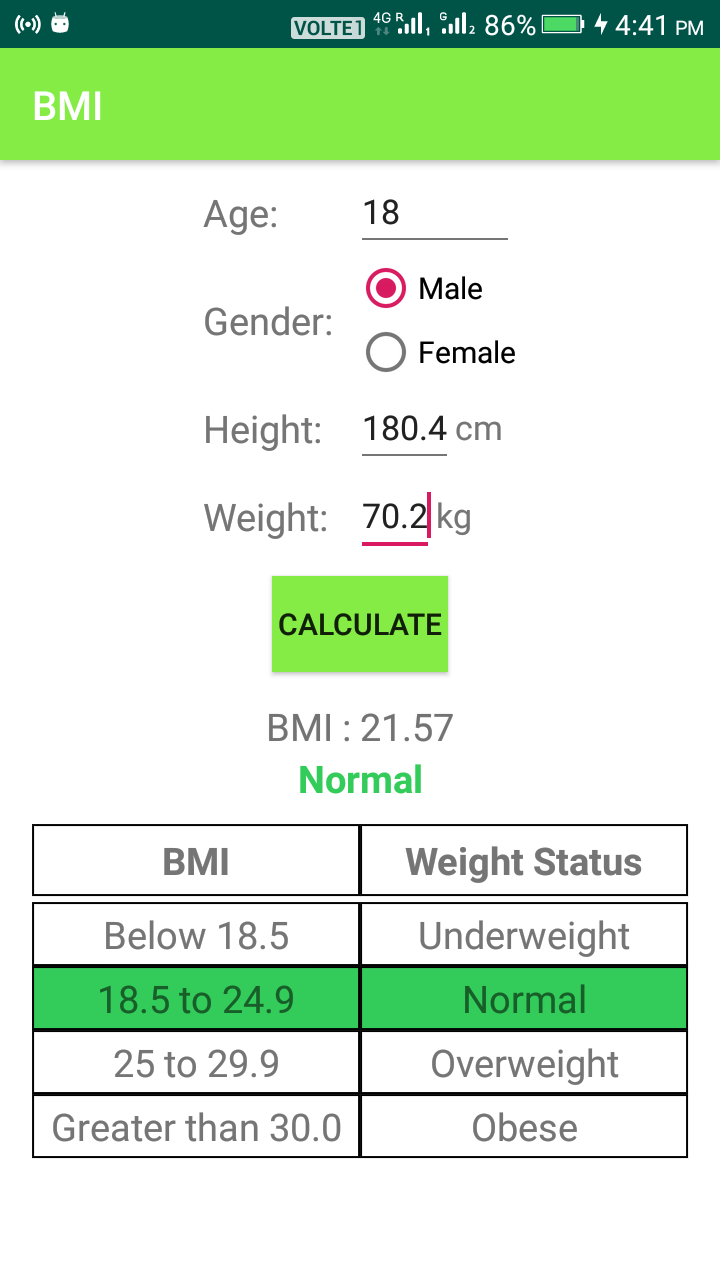 VOLTE1 4G R 1 G 2 86% 4:41 PM
BMI
Age: 18
Male
Gender:
Female
Height: 180.4 cm
Weight: 70.2 kg
CALCULATE
BMI : 21.57
Normal
BMI Weight Status
Below 18.5 Underweight
18.5 to 24.9 Normal
25 to 29.9 Overweight
Greater than 30.0 Obese